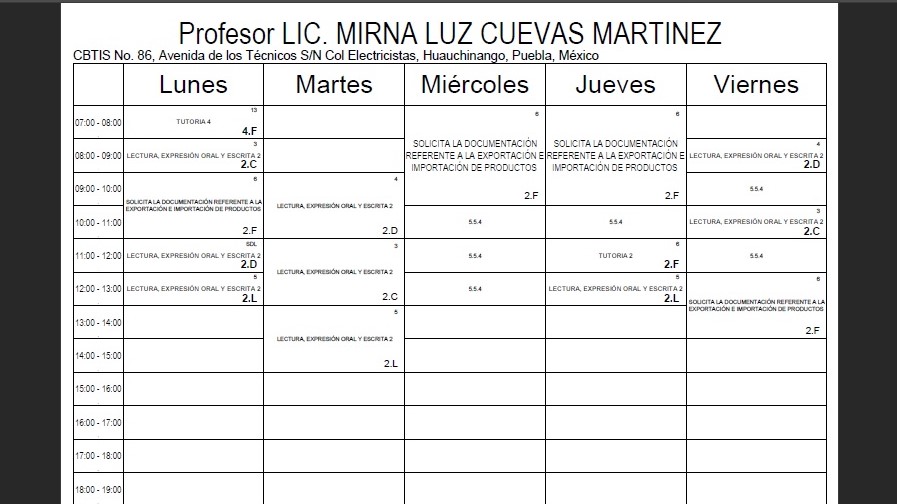 Profesor LIC. MIRNA LUZ CUEVAS MARTINEZ
CBTIS No. 86, Avenida de los Técnicos S/N Col Electricistas, Huauchinango, Puebla, México
Lunes Martes Miércoles Jueves Viernes
07:00 - 08:00
13
TUTORIA 4
4.F
6
SOLICITA LA DOCUMENTACIÓN
REFERENTE A LA EXPORTACIÓN E
IMPORTACIÓN DE PRODUCTOS
2.F
6
SOLICITA LA DOCUMENTACIÓN
REFERENTE A LA EXPORTACIÓN E
IMPORTACIÓN DE PRODUCTOS
2.F
08:00 - 09:00
3
LECTURA, EXPRESIÓN ORAL Y ESCRITA 2
2.C
4
LECTURA, EXPRESIÓN ORAL Y ESCRITA 2
2.D
09:00 - 10:00
6
SOLICITA LA DOCUMENTACIÓN REFERENTE A LA
EXPORTACIÓN E IMPORTACIÓN DE PRODUCTOS
2.F
4
LECTURA, EXPRESIÓN ORAL Y ESCRITA 2
2.D
5.5.4
10:00 - 11:00
5.5.4
5.5.4
3
LECTURA, EXPRESIÓN ORAL Y ESCRITA 2
2.C
11:00 - 12:00
SDL
LECTURA, EXPRESIÓN ORAL Y ESCRITA 2
2.D
3
LECTURA, EXPRESIÓN ORAL Y ESCRITA 2
2.C
5.5.4
6
TUTORIA 2
2.F
5.5.4
12:00 - 13:00
5
LECTURA, EXPRESIÓN ORAL Y ESCRITA 2
2.L
5.5.4
5
LECTURA, EXPRESIÓN ORAL Y ESCRITA 2
2.L
6
SOLICITA LA DOCUMENTACIÓN REFERENTE A LA
EXPORTACIÓN E IMPORTACIÓN DE PRODUCTOS
2.F
13:00 - 14:00
5
LECTURA, EXPRESIÓN ORAL Y ESCRITA 2
2.L
14:00 - 15:00
15:00 - 16:00
16:00 - 17:00
17:00 - 18:00
18:00 - 19:00